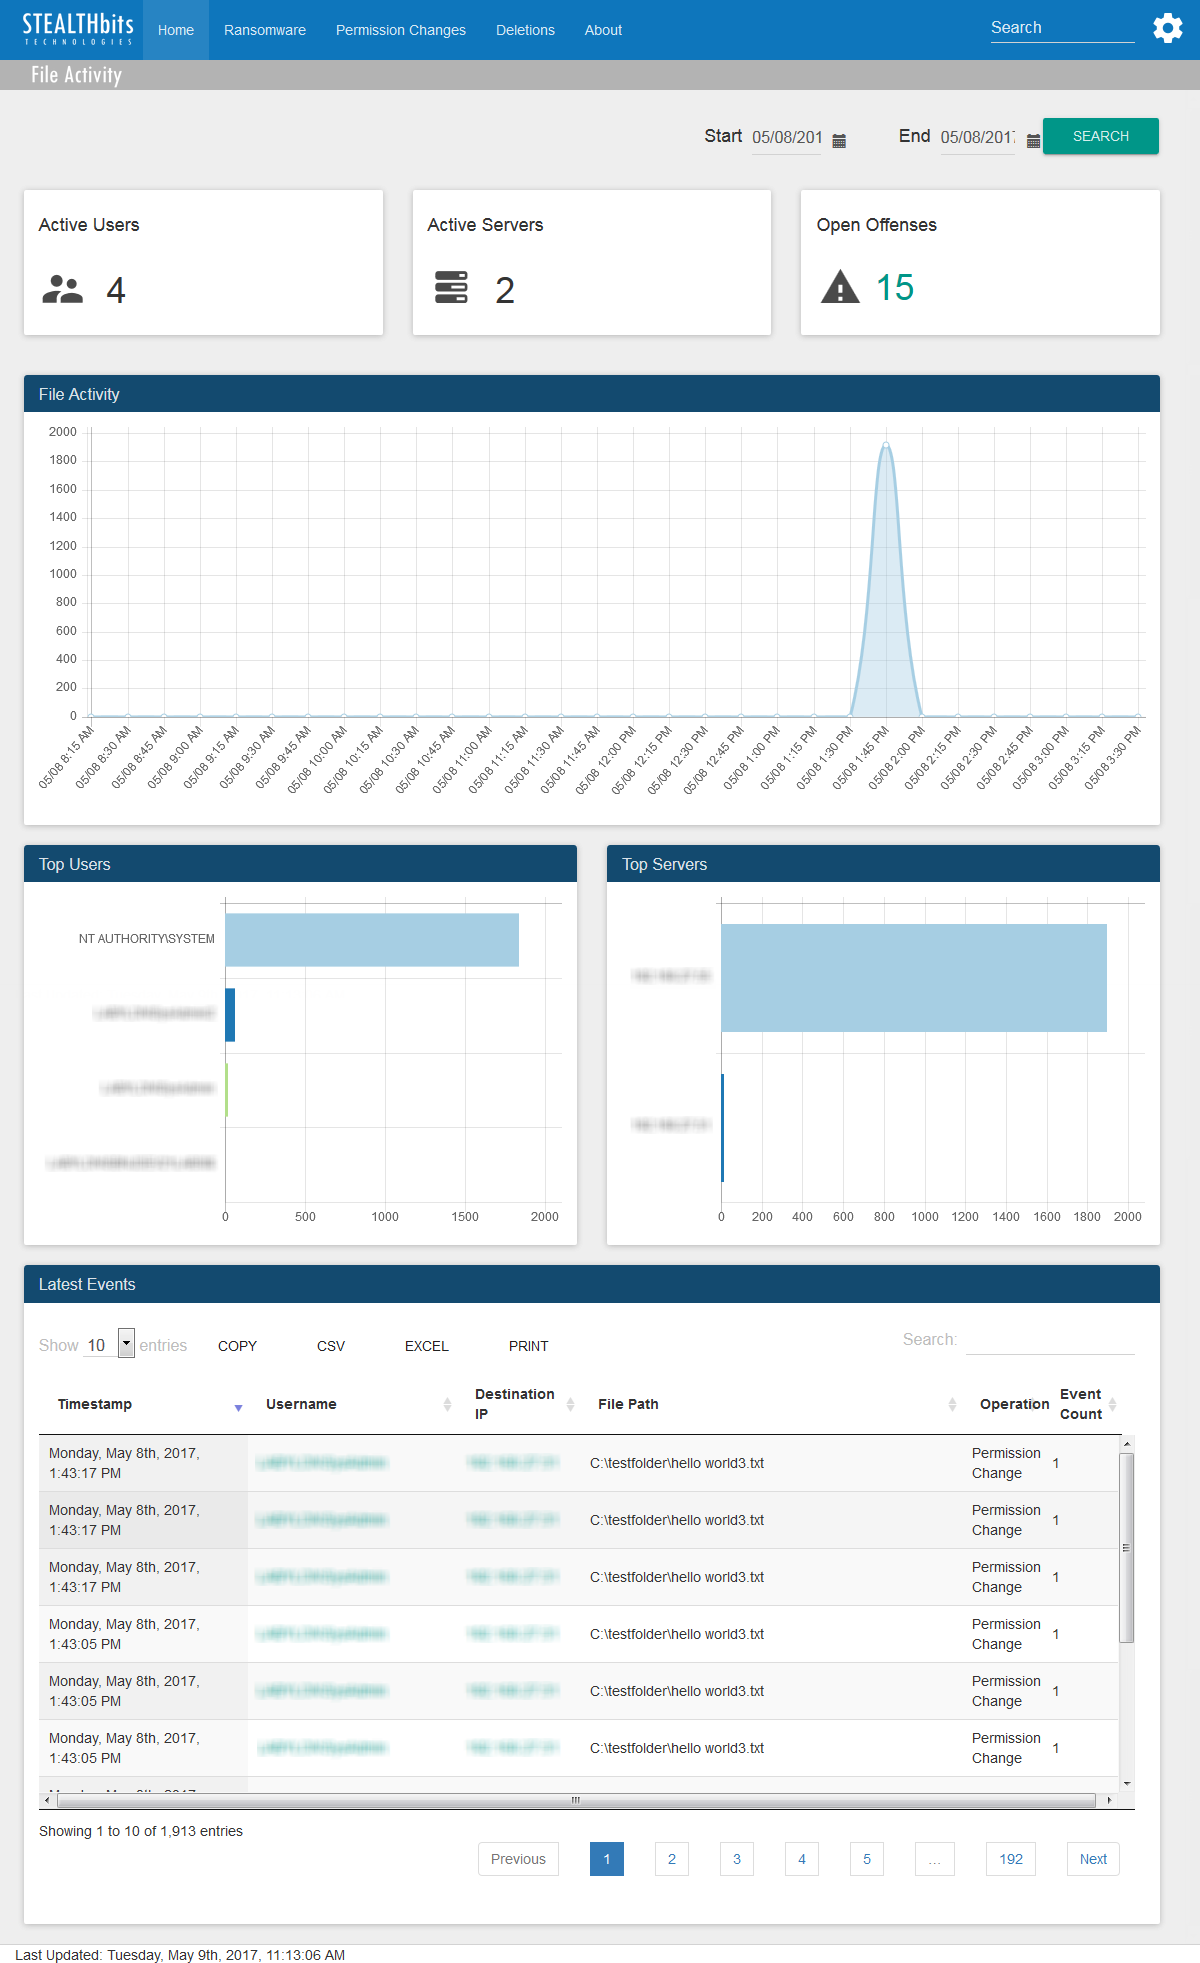 STEALTHbits
TECHNOLOGIES
Home Ransomware Permission Changes Deletions About Search
File Activity
Start 05/08/201 End 05/08/2017 SEARCH
Active Users
4
Active Servers
2
Open Offenses
15
File Activity
2000
1800
1600
1400
1200
1000
800
600
400
200
0
05/08 8:15 AM
05/08 8:30 AM
05/08 8:45 AM
05/08 9:00 AM
05/08 9:15 AM
05/08 9:30 AM
05/08 9:45 AM
05/08 10:00 AM
05/08 10:15 AM
05/08 10:30 AM
05/08 10:45 AM
05/08 11:00 AM
05/08 11:15 AM
05/08 11:30 AM
05/08 11:45 AM
05/08 12:00 PM
05/08 12:15 PM
05/08 12:30 PM
05/08 12:45 PM
05/08 1:00 PM
05/08 1:15 PM
05/08 1:30 PM
05/08 1:45 PM
05/08 2:00 PM
05/08 2:15 PM
05/08 2:30 PM
05/08 2:45 PM
05/08 3:00 PM
05/08 3:15 PM
05/08 3:30 PM
Top Users
NT AUTHORITY\SYSTEM
0 500 1000 1500 2000
Top Servers
0 200 400 600 800 1000 1200 1400 1600 1800 2000
Latest Events
Show 10 entries COPY CSV EXCEL PRINT Search:
Timestamp Username Destination IP File Path Operation Event Count
Monday, May 8th, 2017, 1:43:17 PM C:\testfolder\hello world3.txt Permission Change 1
Monday, May 8th, 2017, 1:43:17 PM C:\testfolder\hello world3.txt Permission Change 1
Monday, May 8th, 2017, 1:43:17 PM C:\testfolder\hello world3.txt Permission Change 1
Monday, May 8th, 2017, 1:43:05 PM C:\testfolder\hello world3.txt Permission Change 1
Monday, May 8th, 2017, 1:43:05 PM C:\testfolder\hello world3.txt Permission Change 1
Monday, May 8th, 2017, 1:43:05 PM C:\testfolder\hello world3.txt Permission Change 1
Showing 1 to 10 of 1,913 entries
Previous 1 2 3 4 5 ... 192 Next
Last Updated: Tuesday, May 9th, 2017, 11:13:06 AM